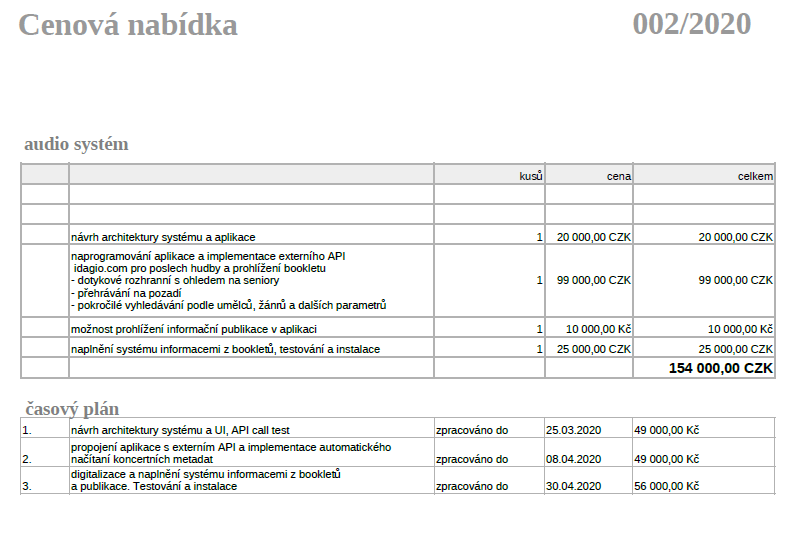 Cenová nabídka 002/2020
audio systém
kusů cena celkem
návrh architektury systému a aplikace 1 20 000,00 CZK 20 000,00 CZK
naprogramování aplikace a implementace externího API
idagio.com pro poslech hudby a prohlížení bookletu
- dotykové rozhranní s ohledem na seniory 1 99 000,00 CZK 99 000,00 CZK
- přehrávání na pozadí
- pokročilé vyhledávání podle umělců, žánrů a dalších parametrů
možnost prohlížení informační publikace v aplikaci 1 10 000,00 Kč 10 000,00 Kč
naplnění systému informacemi z bookletů, testování a instalace 1 25 000,00 CZK 25 000,00 CZK
154 000,00 CZK
časový plán
1. návrh architektury systému a UI, API call test zpracováno do 25.03.2020 49 000,00 Kč
propojení aplikace s externím API a implementace automatického
2. načítaní koncertních metadat zpracováno do 08.04.2020 49 000,00 Kč
digitalizace a naplnění systému informacemi z bookletů
3. a publikace. Testování a instalace zpracováno do 30.04.2020 56 000,00 Kč